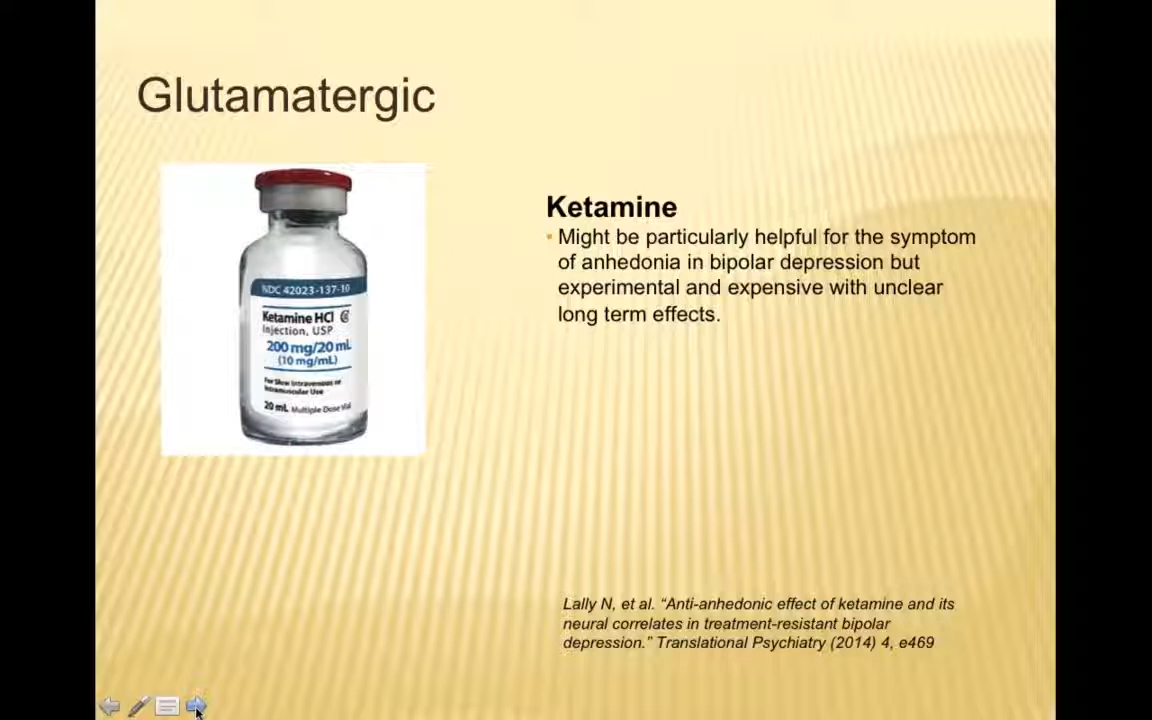 Glutamatergic
NDC 42023-137-10
Ketamine HCl
Injection, USP
200 mg/20 mL
(10 mg/mL)
For Slow Intravenous or
Intramuscular Use
20 mL Multiple Dose Vial
Ketamine
• Might be particularly helpful for the symptom
of anhedonia in bipolar depression but
experimental and expensive with unclear
long term effects.
Lally N, et al. “Anti-anhedonic effect of ketamine and its
neural correlates in treatment-resistant bipolar
depression.” Translational Psychiatry (2014) 4, e469